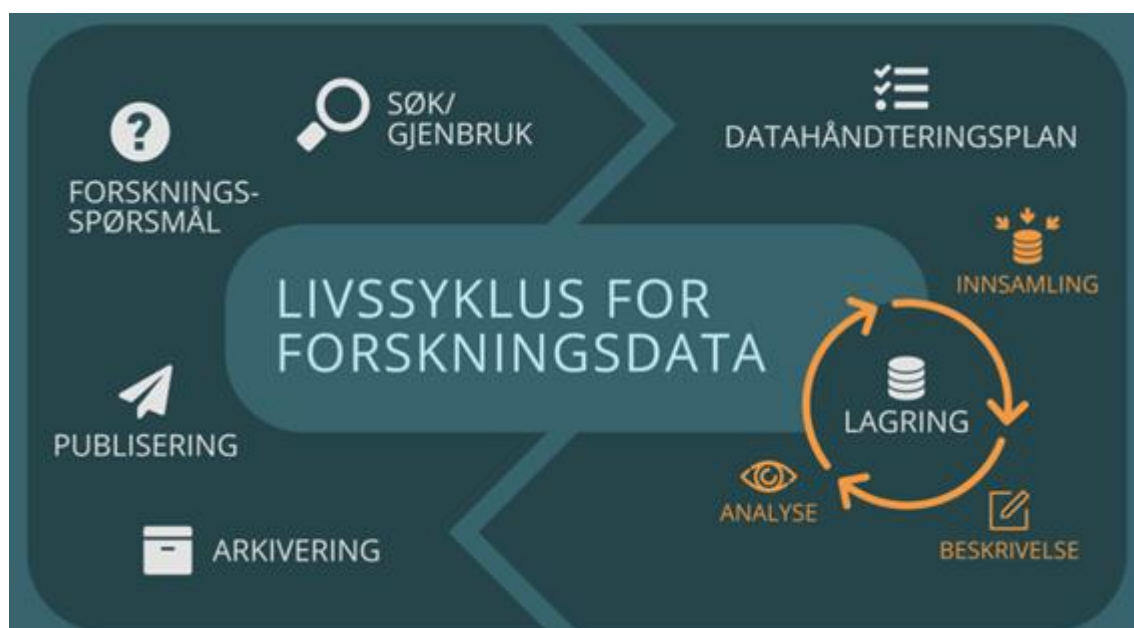 SØK/
GJENBRUK
DATAHÅNDTERINGSPLAN
FORSKNINGS-
SPØRSMÅL
INNSAMLING
LIVSSYKLUS FOR
FORSKNINGSDATA
LAGRING
PUBLISERING
ANALYSE
BESKRIVELSE
ARKIVERING